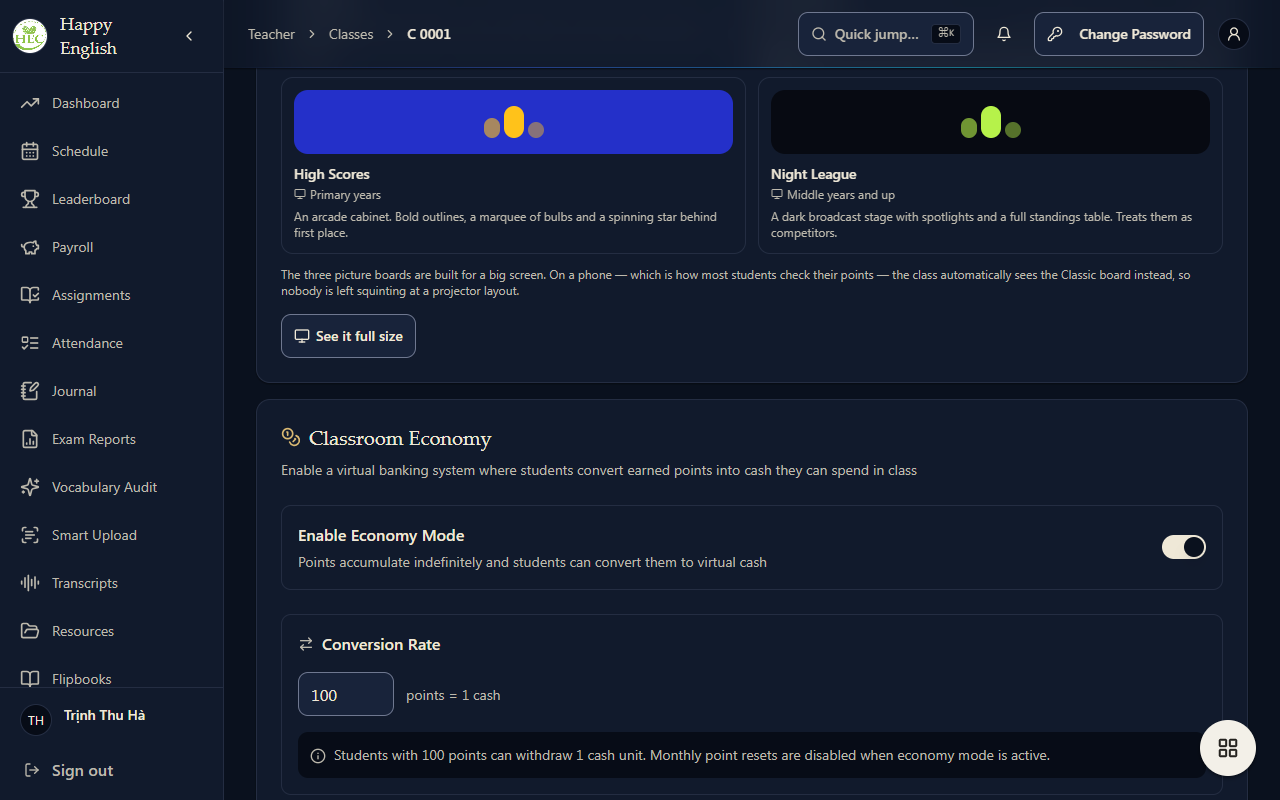 Happy
English
Teacher > Classes > C 0001
Quick jump... ⌘K
Change Password
Dashboard
Schedule
Leaderboard
Payroll
Assignments
Attendance
Journal
Exam Reports
Vocabulary Audit
Smart Upload
Transcripts
Resources
Flipbooks
TH
Trịnh Thu Hà
Sign out
High Scores
Primary years
An arcade cabinet. Bold outlines, a marquee of bulbs and a spinning star behind
first place.
Night League
Middle years and up
A dark broadcast stage with spotlights and a full standings table. Treats them as
competitors.
The three picture boards are built for a big screen. On a phone — which is how most students check their points — the class automatically sees the Classic board instead, so
nobody is left squinting at a projector layout.
See it full size
Classroom Economy
Enable a virtual banking system where students convert earned points into cash they can spend in class
Enable Economy Mode
Points accumulate indefinitely and students can convert them to virtual cash
Conversion Rate
100 points = 1 cash
Students with 100 points can withdraw 1 cash unit. Monthly point resets are disabled when economy mode is active.